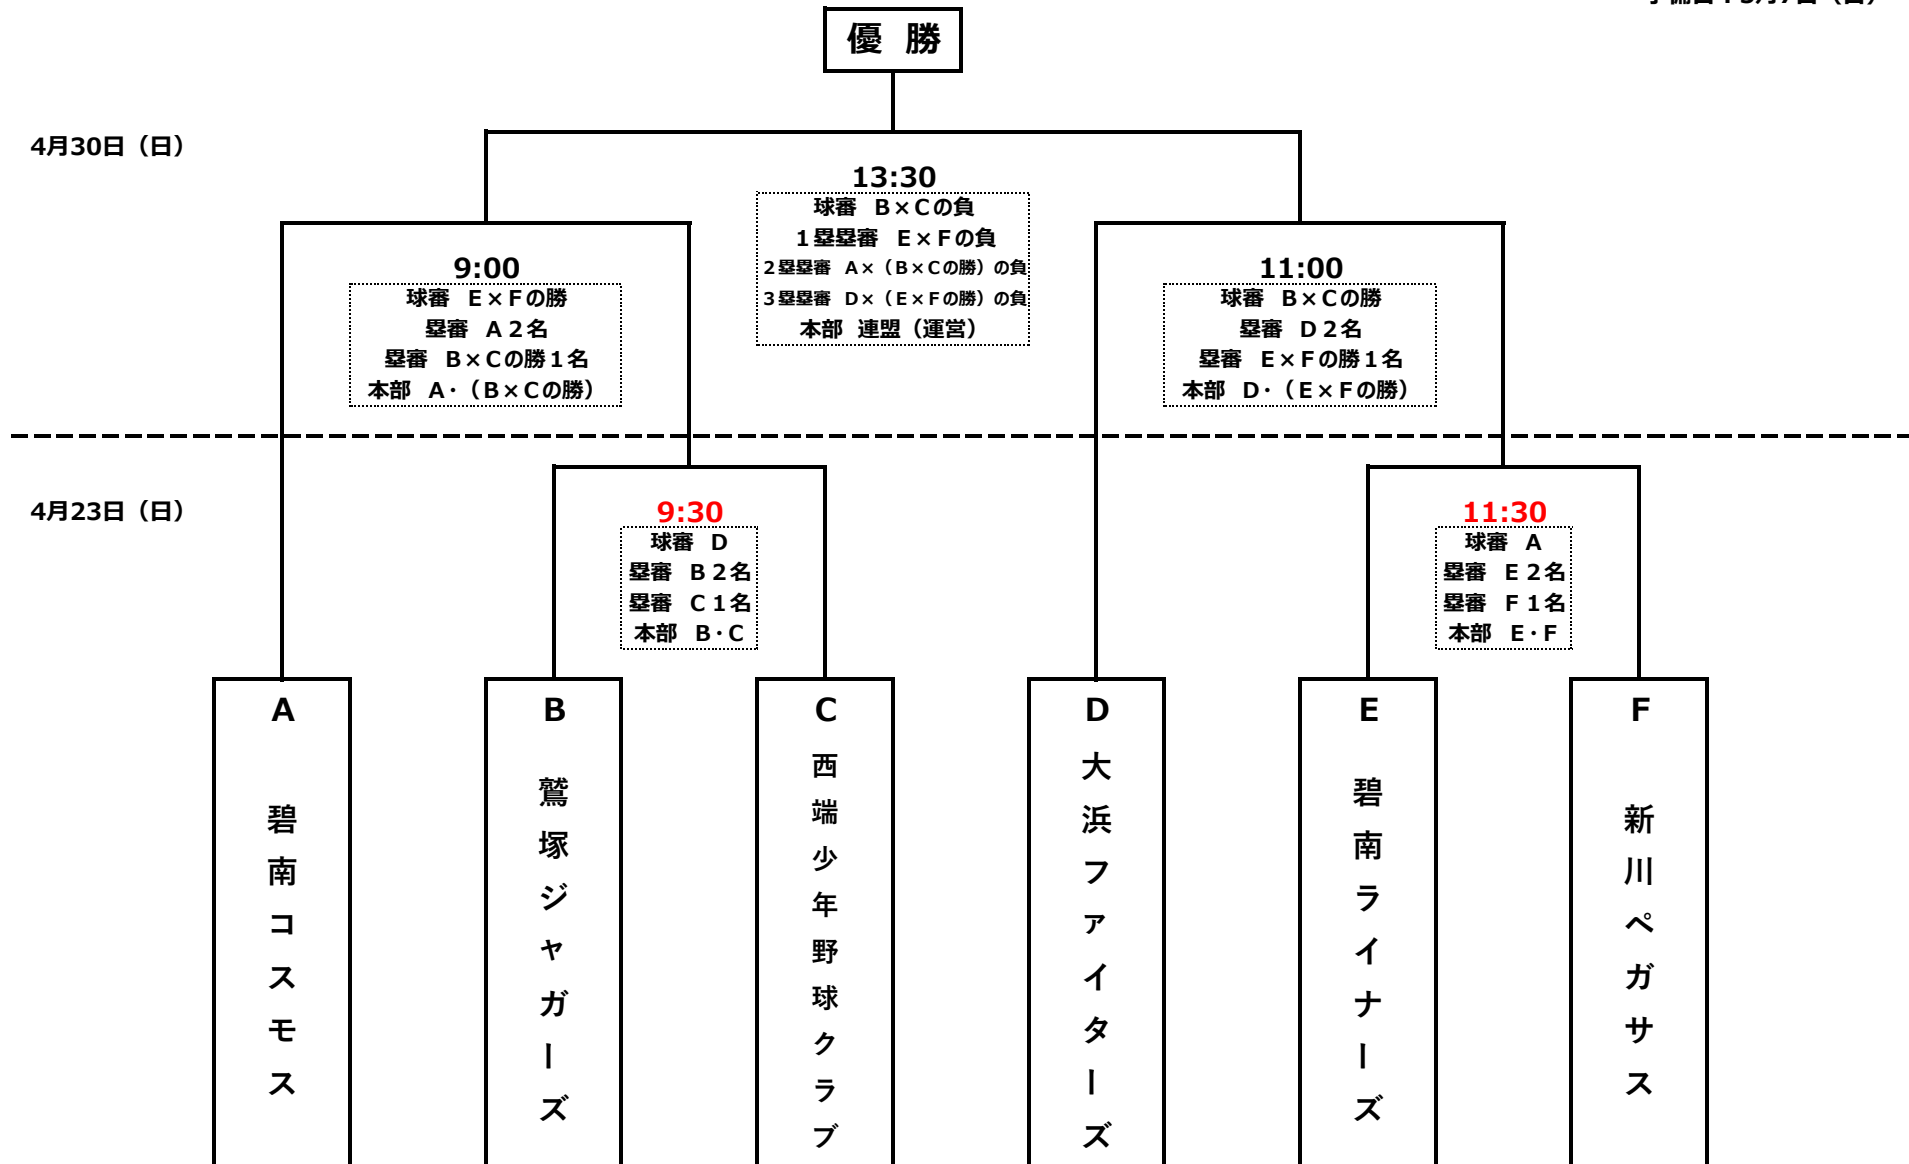 優 勝
4月30日（日）
13:30
球審 B×Cの負
１塁塁審 E×Fの負
２塁塁審 A×（B×Cの勝）の負
３塁塁審 D×（E×Fの勝）の負
本部 連盟（運営）
9:00
球審 E×Fの勝
塁審 A２名
塁審 B×Cの勝１名
本部 A・（B×Cの勝）
11:00
球審 B×Cの勝
塁審 D２名
塁審 E×Fの勝１名
本部 D・（E×Fの勝）
4月23日（日）
9:30
球審 D
塁審 B２名
塁審 C１名
本部 B・C
11:30
球審 A
塁審 E２名
塁審 F１名
本部 E・F
A
碧南コスモス
B
鷲塚ジャガーズ
C
西端少年野球クラブ
D
大浜ファイターズ
E
碧南ライナーズ
F
新川ペガサス